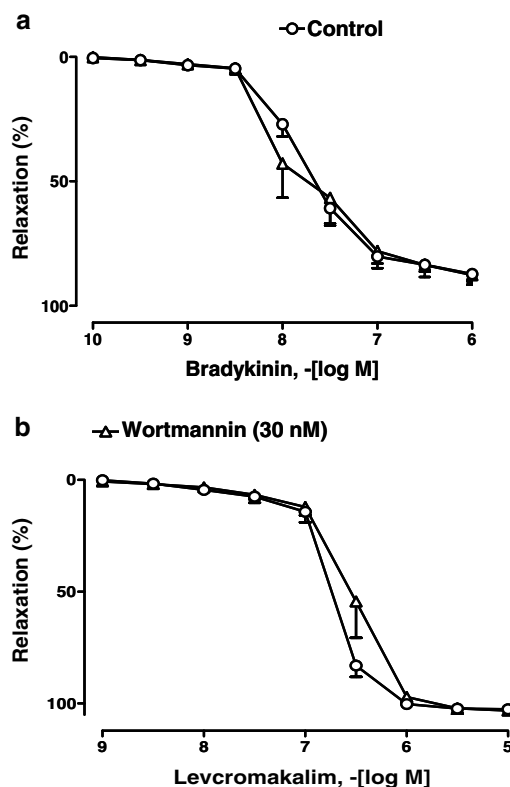 a
Control
0
50
100
Relaxation (%)
10 9 8 7 6
Bradykinin, -[log M]
b
Wortmannin (30 nM)
0
50
100
Relaxation (%)
9 8 7 6 5
Levcromakalim, -[log M]